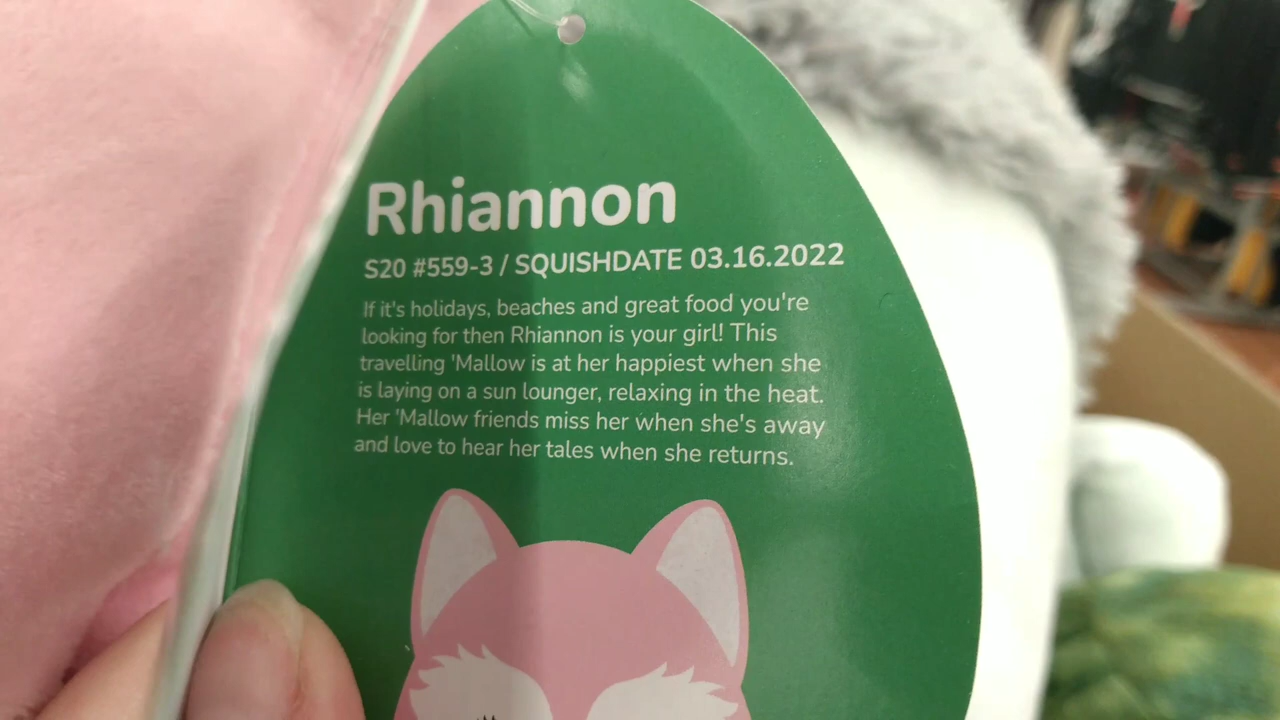 Rhiannon
S20 #559-3 / SQUISHDATE 03.16.2022
If it's holidays, beaches and great food you're
looking for then Rhiannon is your girl! This
travelling 'Mallow is at her happiest when she
is laying on a sun lounger, relaxing in the heat.
Her 'Mallow friends miss her when she's away
and love to hear her tales when she returns.